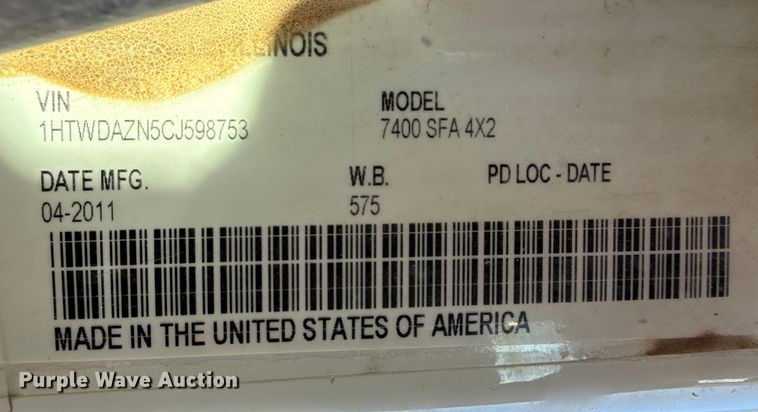 ILLINOIS
VIN MODEL
1HTWDAZN5CJ598753 7400 SFA 4X2
DATE MFG. W.B. PD LOC - DATE
04-2011 575
MADE IN THE UNITED STATES OF AMERICA
Purple Wave Auction